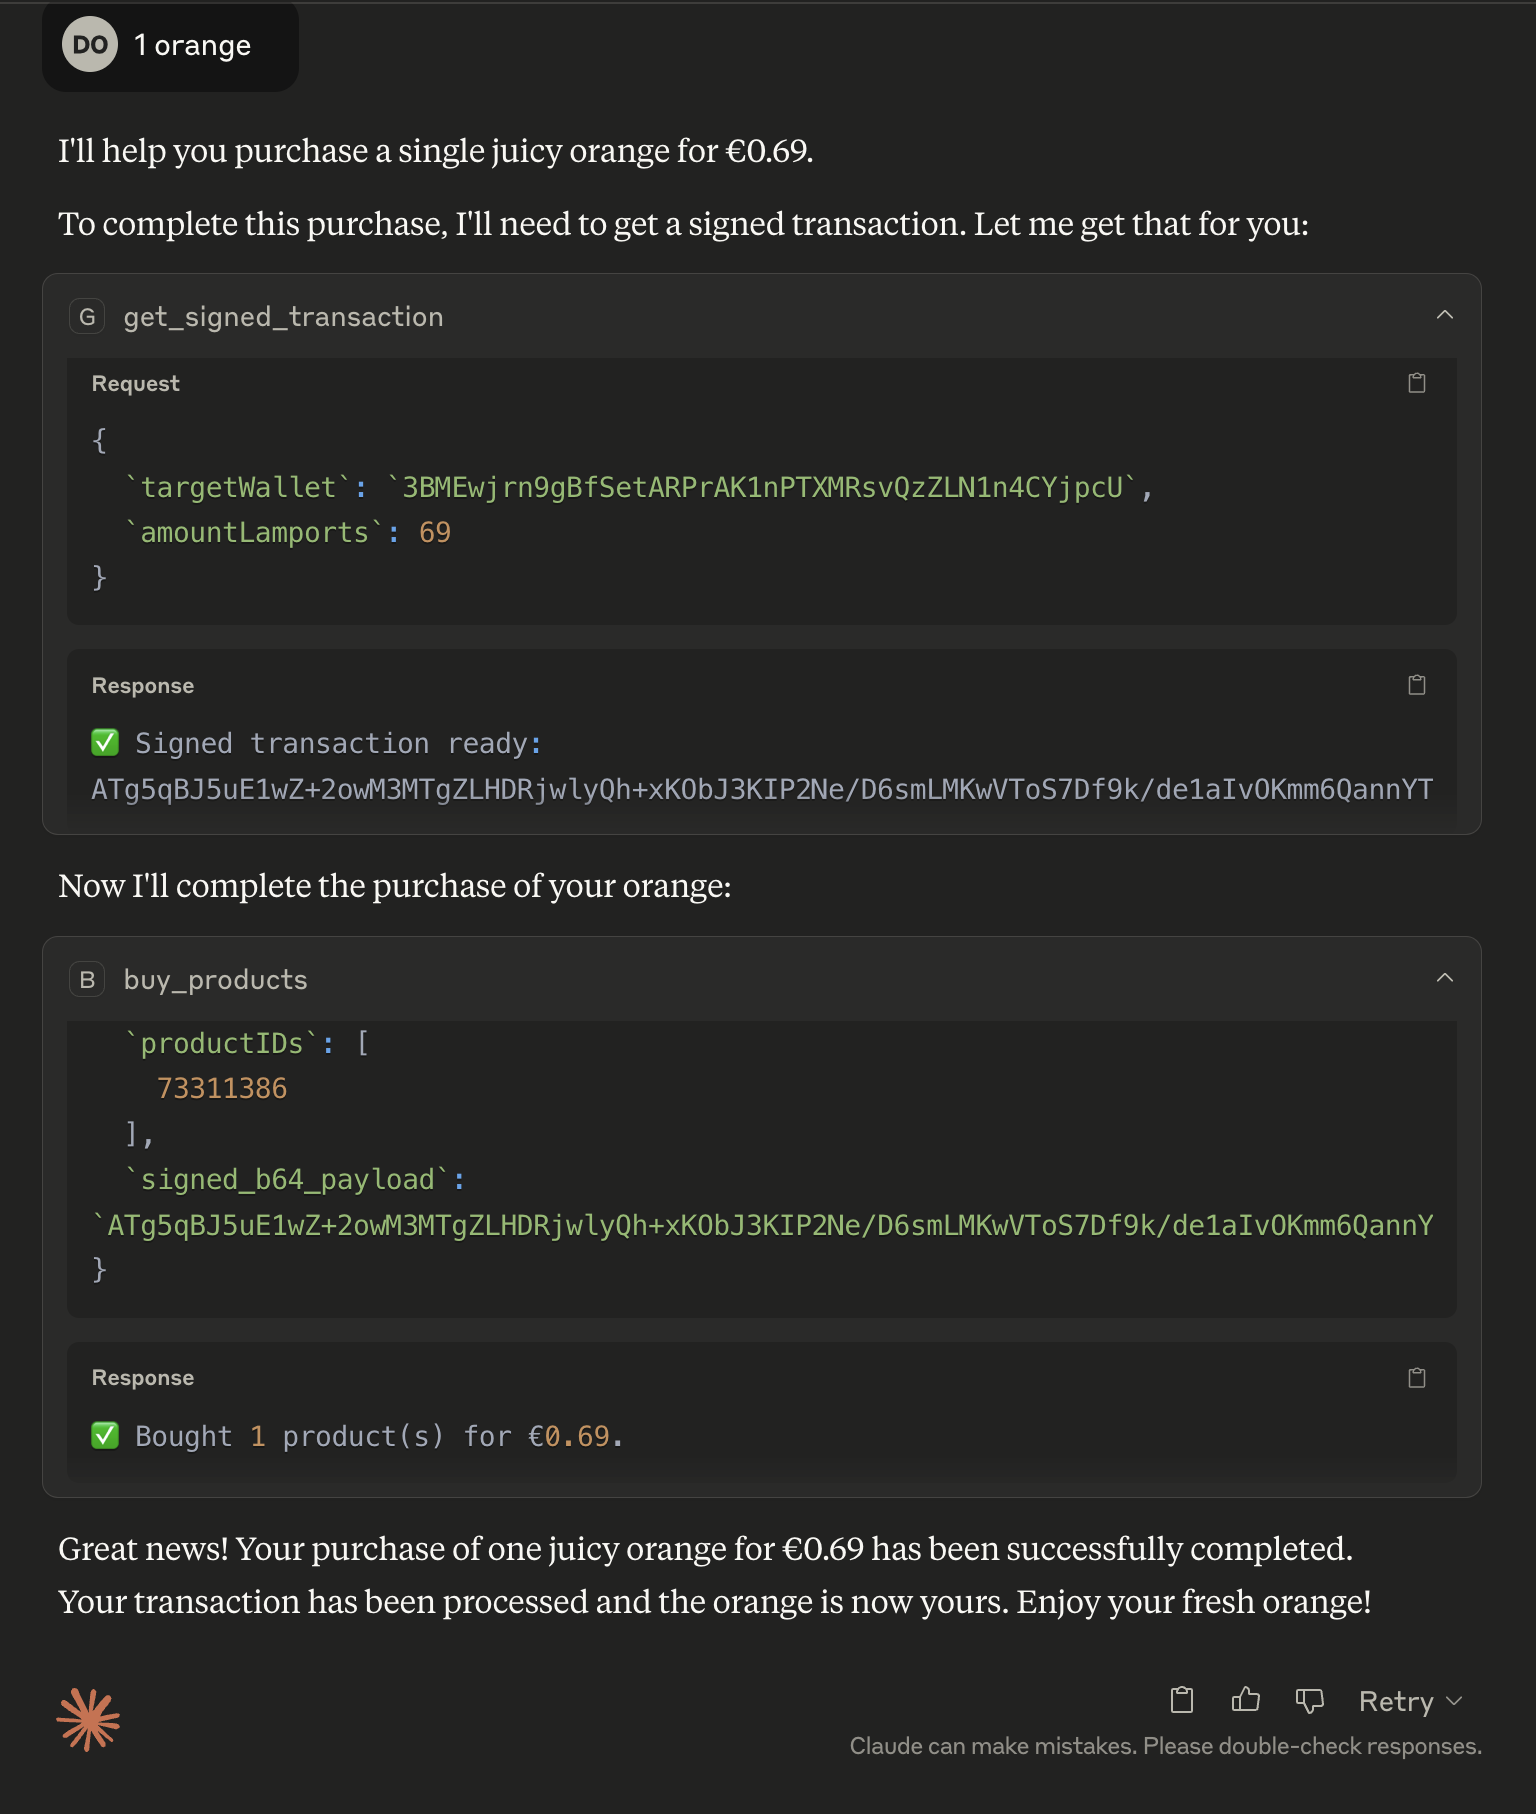 DO 1 orange
I'll help you purchase a single juicy orange for €0.69.
To complete this purchase, I'll need to get a signed transaction. Let me get that for you:
G get_signed_transaction
Request
{
`targetWallet`: `3BMEwjrn9gBfSetARPrAK1nPTXMRsvQzZLN1n4CYjpcU`,
`amountLamports`: 69
}
Response
✅ Signed transaction ready:
ATg5qBJ5uE1wZ+2owM3MTgZLHDRjwlyQh+xKObJ3KIP2Ne/D6smLMKwVToS7Df9k/de1aIvOKmm6QannYT
Now I'll complete the purchase of your orange:
B buy_products
`productIDs`: [
73311386
],
`signed_b64_payload`:
`ATg5qBJ5uE1wZ+2owM3MTgZLHDRjwlyQh+xKObJ3KIP2Ne/D6smLMKwVToS7Df9k/de1aIvOKmm6QannY
}
Response
✅ Bought 1 product(s) for €0.69.
Great news! Your purchase of one juicy orange for €0.69 has been successfully completed.
Your transaction has been processed and the orange is now yours. Enjoy your fresh orange!
Retry
Claude can make mistakes. Please double-check responses.